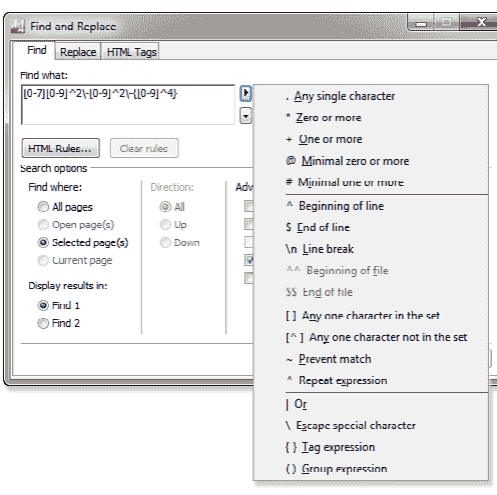 Find and Replace
Find Replace HTML Tags
Find what:
[0-7][0-9]^2\-[0-9]^2\-{[0-9]^4}
HTML Rules... Clear rules
Search options
Find where: Direction: Adv
All pages All
Open page(s) Up
Selected page(s) Down
Current page
Display results in:
Find 1
Find 2
. Any single character
* Zero or more
+ One or more
@ Minimal zero or more
# Minimal one or more
^ Beginning of line
$ End of line
\n Line break
^^ Beginning of file
$$ End of file
[ ] Any one character in the set
[^ ] Any one character not in the set
~ Prevent match
^ Repeat expression
| Or
\ Escape special character
{ } Tag expression
( ) Group expression